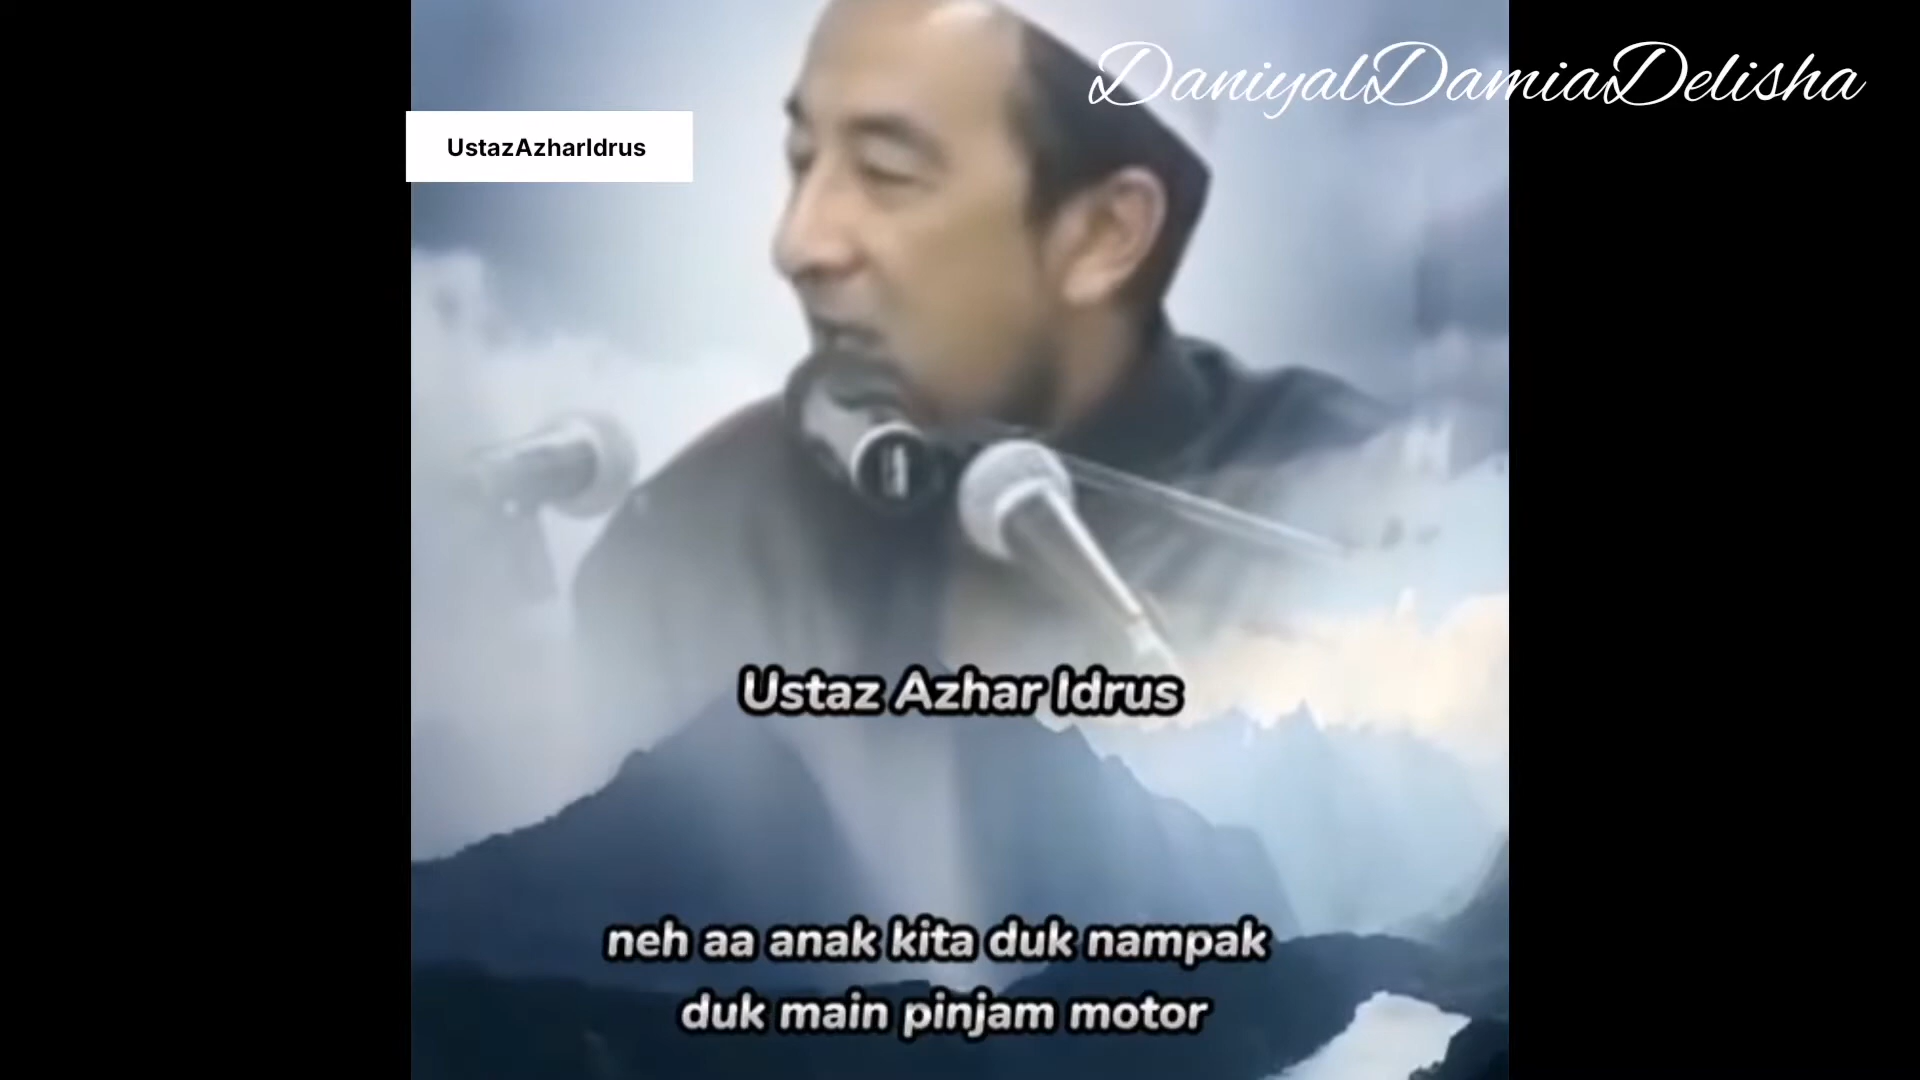 DaniyalDamiaDelisha
UstazAzharIdrus
Ustaz Azhar Idrus
neh aa anak kita duk nampak
duk main pinjam motor